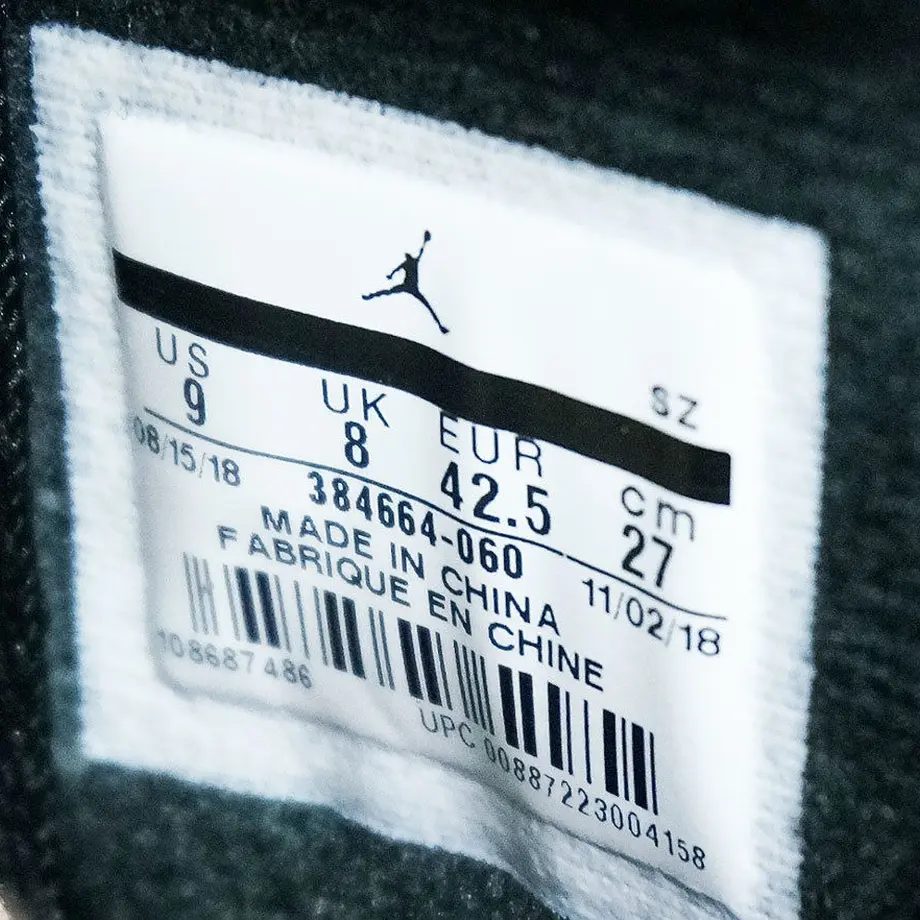 SZ
US UK EUR cm
9 8 42.5 27
08/15/18 384664-060 11/02/18
MADE IN CHINA
FABRIQUE EN CHINE
108687486
UPC 00887223004158